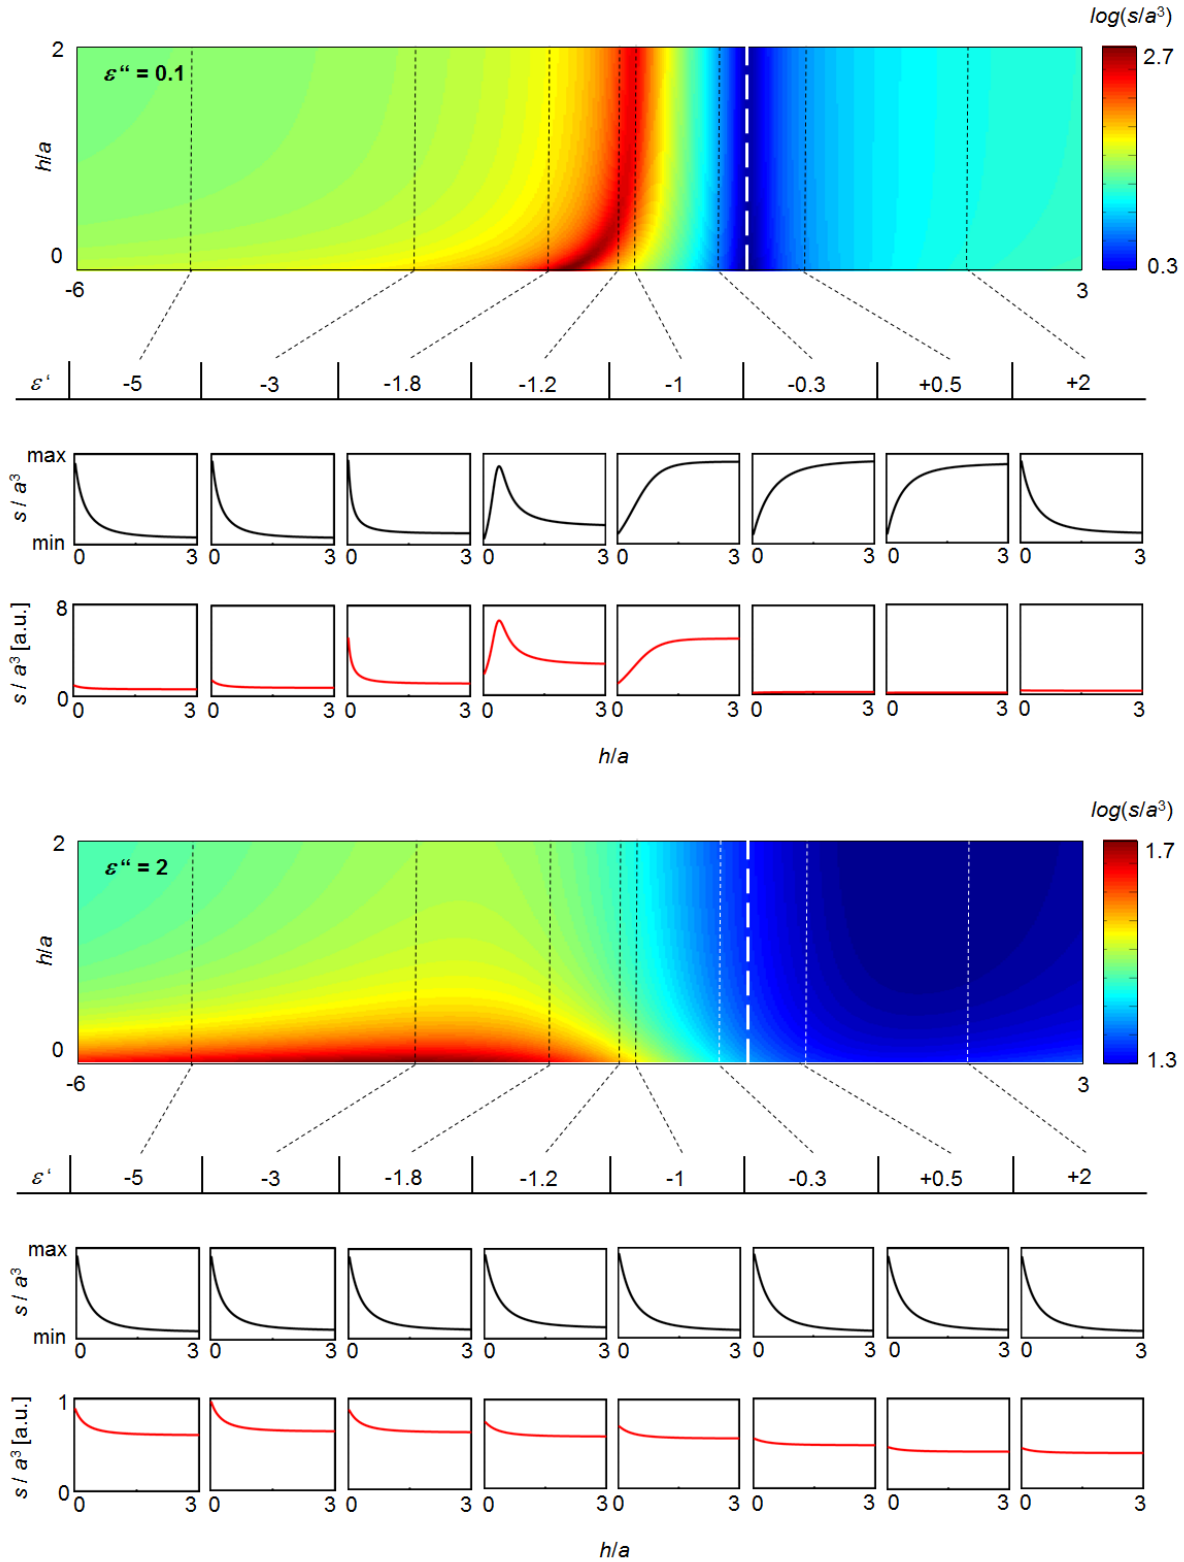 log(s/a³)
2
ε“ = 0.1
2.7
h/a
0
0.3
-6
3
ε‘ -5 -3 -1.8 -1.2 -1 -0.3 +0.5 +2
max
s / a³
min
0 3 0 3 0 3 0 3 0 3 0 3 0 3 0 3
8
s / a³ [a.u.]
0
0 3 0 3 0 3 0 3 0 3 0 3 0 3 0 3
h/a
log(s/a³)
2
ε“ = 2
1.7
h/a
0
1.3
-6
3
ε‘ -5 -3 -1.8 -1.2 -1 -0.3 +0.5 +2
max
s / a³
min
0 3 0 3 0 3 0 3 0 3 0 3 0 3 0 3
1
s / a³ [a.u.]
0
0 3 0 3 0 3 0 3 0 3 0 3 0 3 0 3
h/a